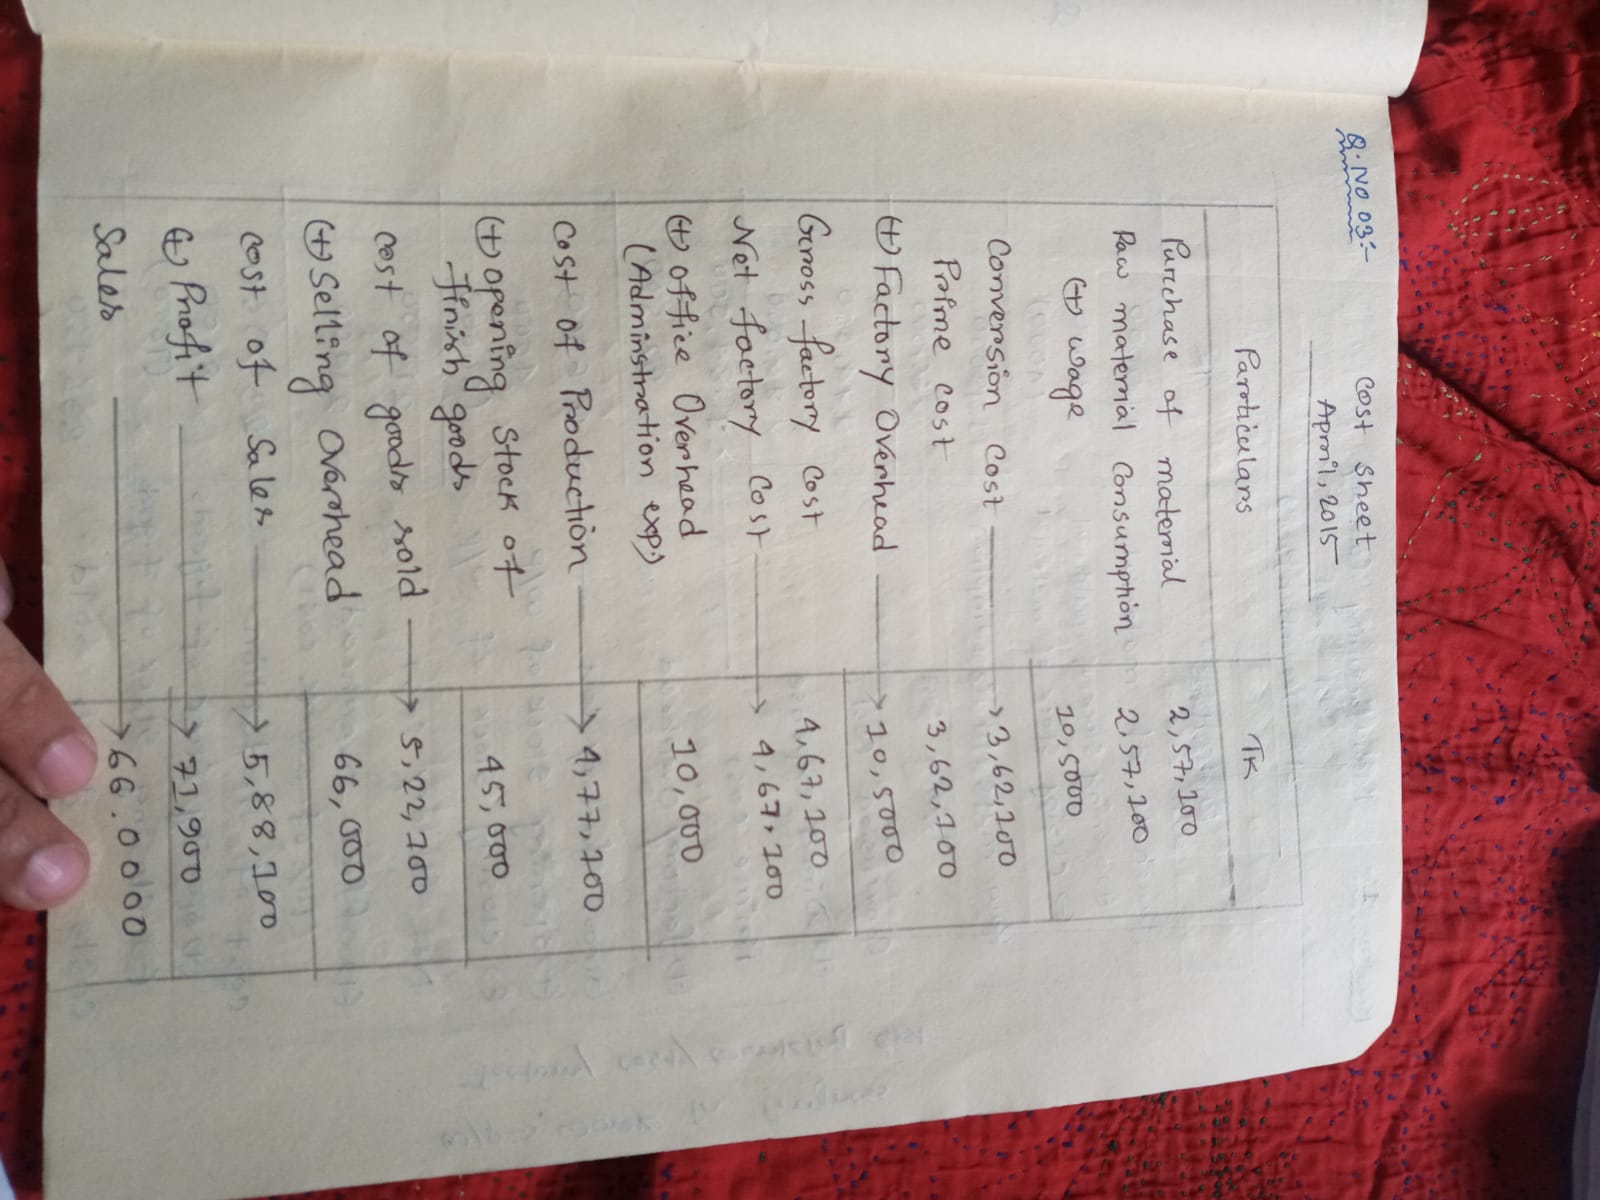 Q. NO 03:-
Cost Sheet
April, 2015
Particulars TK
Purchase of material 2,57,100
Raw material Consumption 2,57,100
(+) wage 10,5000
Conversion Cost → 3,62,100
Prime cost 3,62,100
(+) Factory Overhead → 10,5000
Gross factory Cost 4,67,100
Net factory Cost → 4,67,100
(+) office Overhead 10,000
(Adminstration exp:)
Cost of Production → 4,77,100
(+) opening Stock of 45,000
finish goods
cost of goods sold → 5,22,100
(+) Selling Overhead 66,000
cost of Sales → 5,88,100
(+) Profit → 71,900
Sales → 66.0000